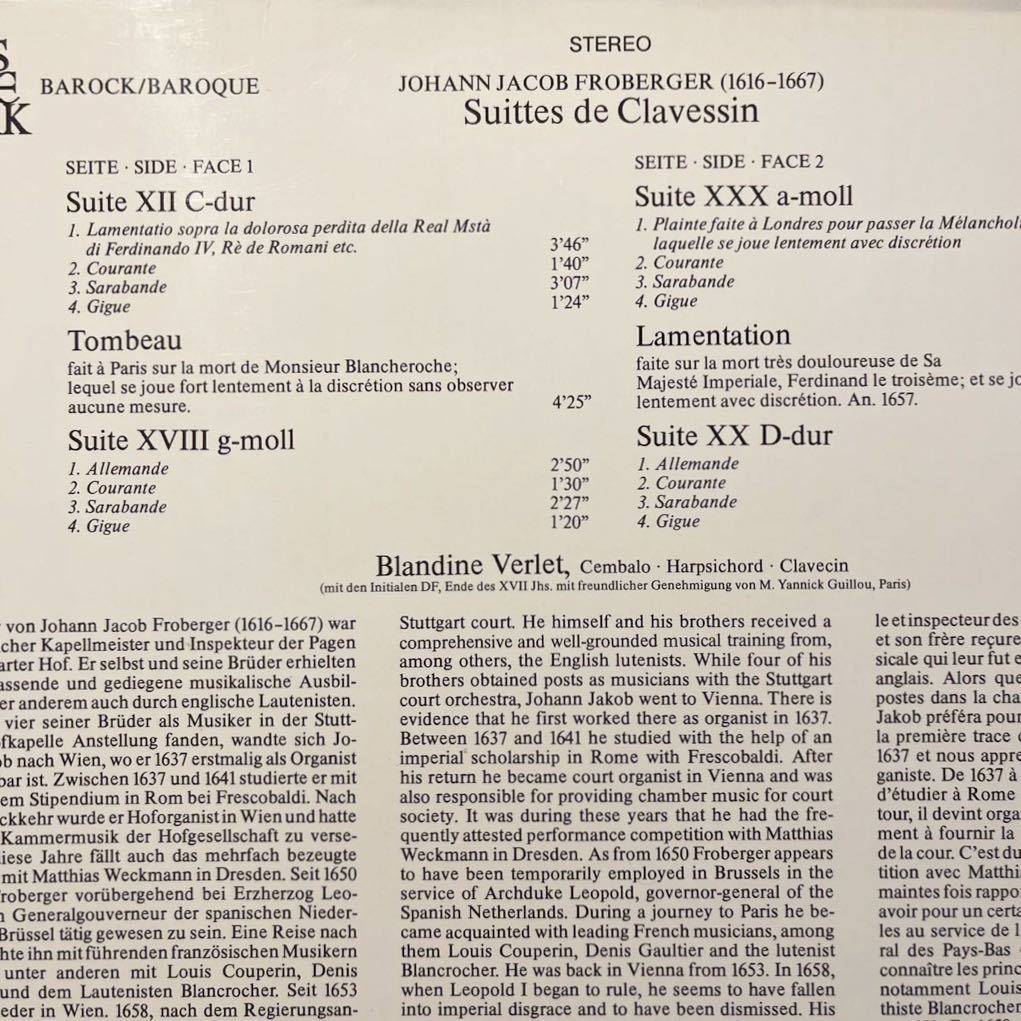 STEREO
BAROCK/BAROQUE
JOHANN JACOB FROBERGER (1616-1667)
Suittes de Clavessin
SEITE · SIDE · FACE 1
Suite XII C-dur
1. Lamentatio sopra la dolorosa perdita della Real Mstà
di Ferdinando IV, Rè de Romani etc. 3'46”
2. Courante 1'40”
3. Sarabande 3'07”
4. Gigue 1'24”
Tombeau
fait à Paris sur la mort de Monsieur Blancheroche;
lequel se joue fort lentement à la discrétion sans observer
aucune mesure. 4'25”
Suite XVIII g-moll
1. Allemande 2'50”
2. Courante 1'30”
3. Sarabande 2'27”
4. Gigue 1'20”
SEITE · SIDE · FACE 2
Suite XXX a-moll
1. Plainte faite à Londres pour passer la Mélancholi
laquelle se joue lentement avec discrétion
2. Courante
3. Sarabande
4. Gigue
Lamentation
faite sur la mort très douloureuse de Sa
Majesté Imperiale, Ferdinand le troisème; et se jo
lentement avec discrétion. An. 1657.
Suite XX D-dur
1. Allemande
2. Courante
3. Sarabande
4. Gigue
Blandine Verlet, Cembalo · Harpsichord · Clavecin
(mit den Initialen DF, Ende des XVII Jhs. mit freundlicher Genehmigung von M. Yannick Guillou, Paris)
von Johann Jacob Froberger (1616-1667) war
icher Kapellmeister und Inspekteur der Pagen
arter Hof. Er selbst und seine Brüder erhielten
assende und gediegene musikalische Ausbil-
er anderem auch durch englische Lautenisten.
vier seiner Brüder als Musiker in der Stutt-
fkapelle Anstellung fanden, wandte sich Jo-
ob nach Wien, wo er 1637 erstmalig als Organist
bar ist. Zwischen 1637 und 1641 studierte er mit
em Stipendium in Rom bei Frescobaldi. Nach
ckkehr wurde er Hoforganist in Wien und hatte
Kammermusik der Hofgesellschaft zu verse-
iese Jahre fällt auch das mehrfach bezeugte
mit Matthias Weckmann in Dresden. Seit 1650
roberger vorübergehend bei Erzherzog Leo-
n Generalgouverneur der spanischen Nieder-
Brüssel tätig gewesen zu sein. Eine Reise nach
hte ihn mit führenden französischen Musikern
unter anderen mit Louis Couperin, Denis
und dem Lautenisten Blancrocher. Seit 1653
eder in Wien. 1658, nach dem Regierungsan-
Stuttgart court. He himself and his brothers received a
comprehensive and well-grounded musical training from,
among others, the English lutenists. While four of his
brothers obtained posts as musicians with the Stuttgart
court orchestra, Johann Jakob went to Vienna. There is
evidence that he first worked there as organist in 1637.
Between 1637 and 1641 he studied with the help of an
imperial scholarship in Rome with Frescobaldi. After
his return he became court organist in Vienna and was
also responsible for providing chamber music for court
society. It was during these years that he had the fre-
quently attested performance competition with Matthias
Weckmann in Dresden. As from 1650 Froberger appears
to have been temporarily employed in Brussels in the
service of Archduke Leopold, governor-general of the
Spanish Netherlands. During a journey to Paris he be-
came acquainted with leading French musicians, among
them Louis Couperin, Denis Gaultier and the lutenist
Blancrocher. He was back in Vienna from 1653. In 1658,
when Leopold I began to rule, he seems to have fallen
into imperial disgrace and to have been dismissed. His
le et inspecteur des
et son frère reçure
sicale qui leur fut e
anglais. Alors que
postes dans la cha
Jakob préféra pour
la première trace d
1637 et nous appre
ganiste. De 1637 à
d'étudier à Rome
tour, il devint orga
ment à fournir la
de la cour. C'est du
tition avec Matthi
maintes fois rappo
avoir pour un certa
les au service de l
ral des Pays-Bas
connaître les princ
notamment Louis
thiste Blancrocher